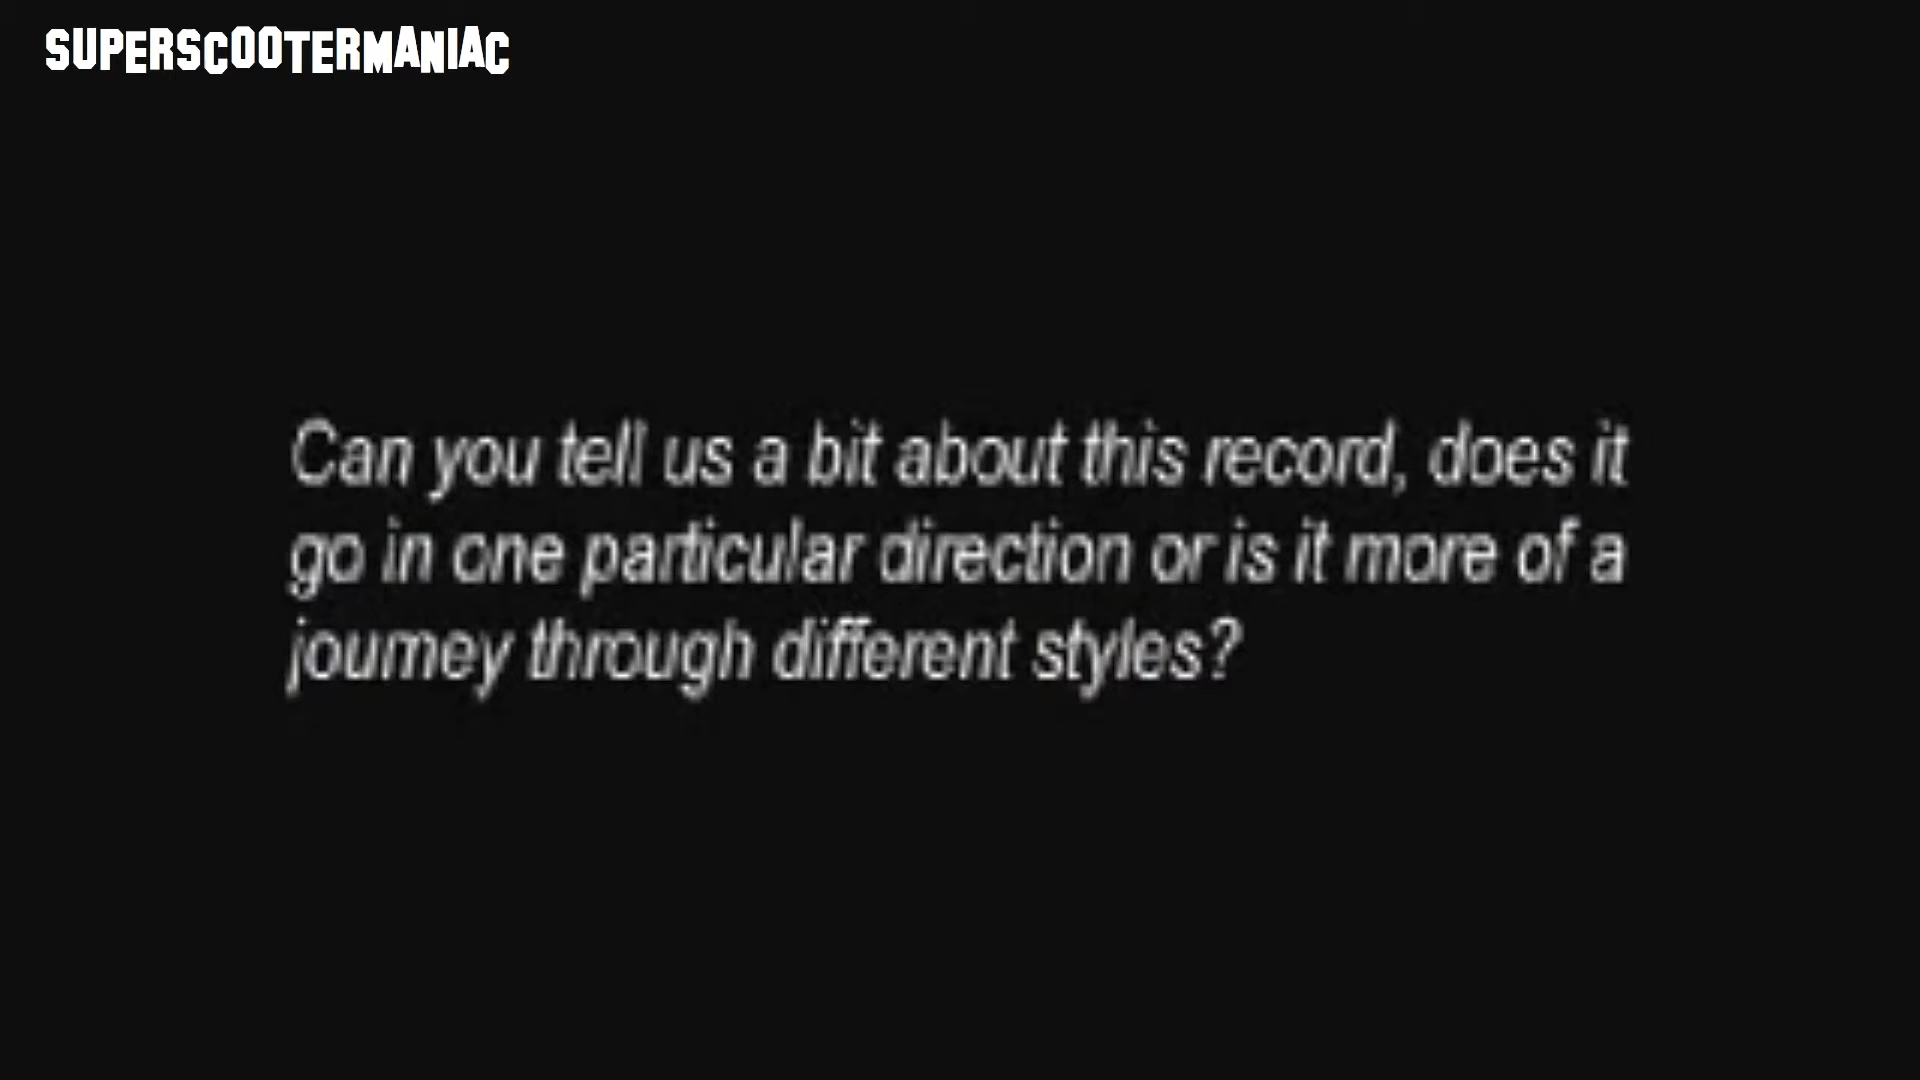 SUPERSCOOTERMANIAC
Can you tell us a bit about this record, does it
go in one particular direction or is it more of a
journey through different styles?